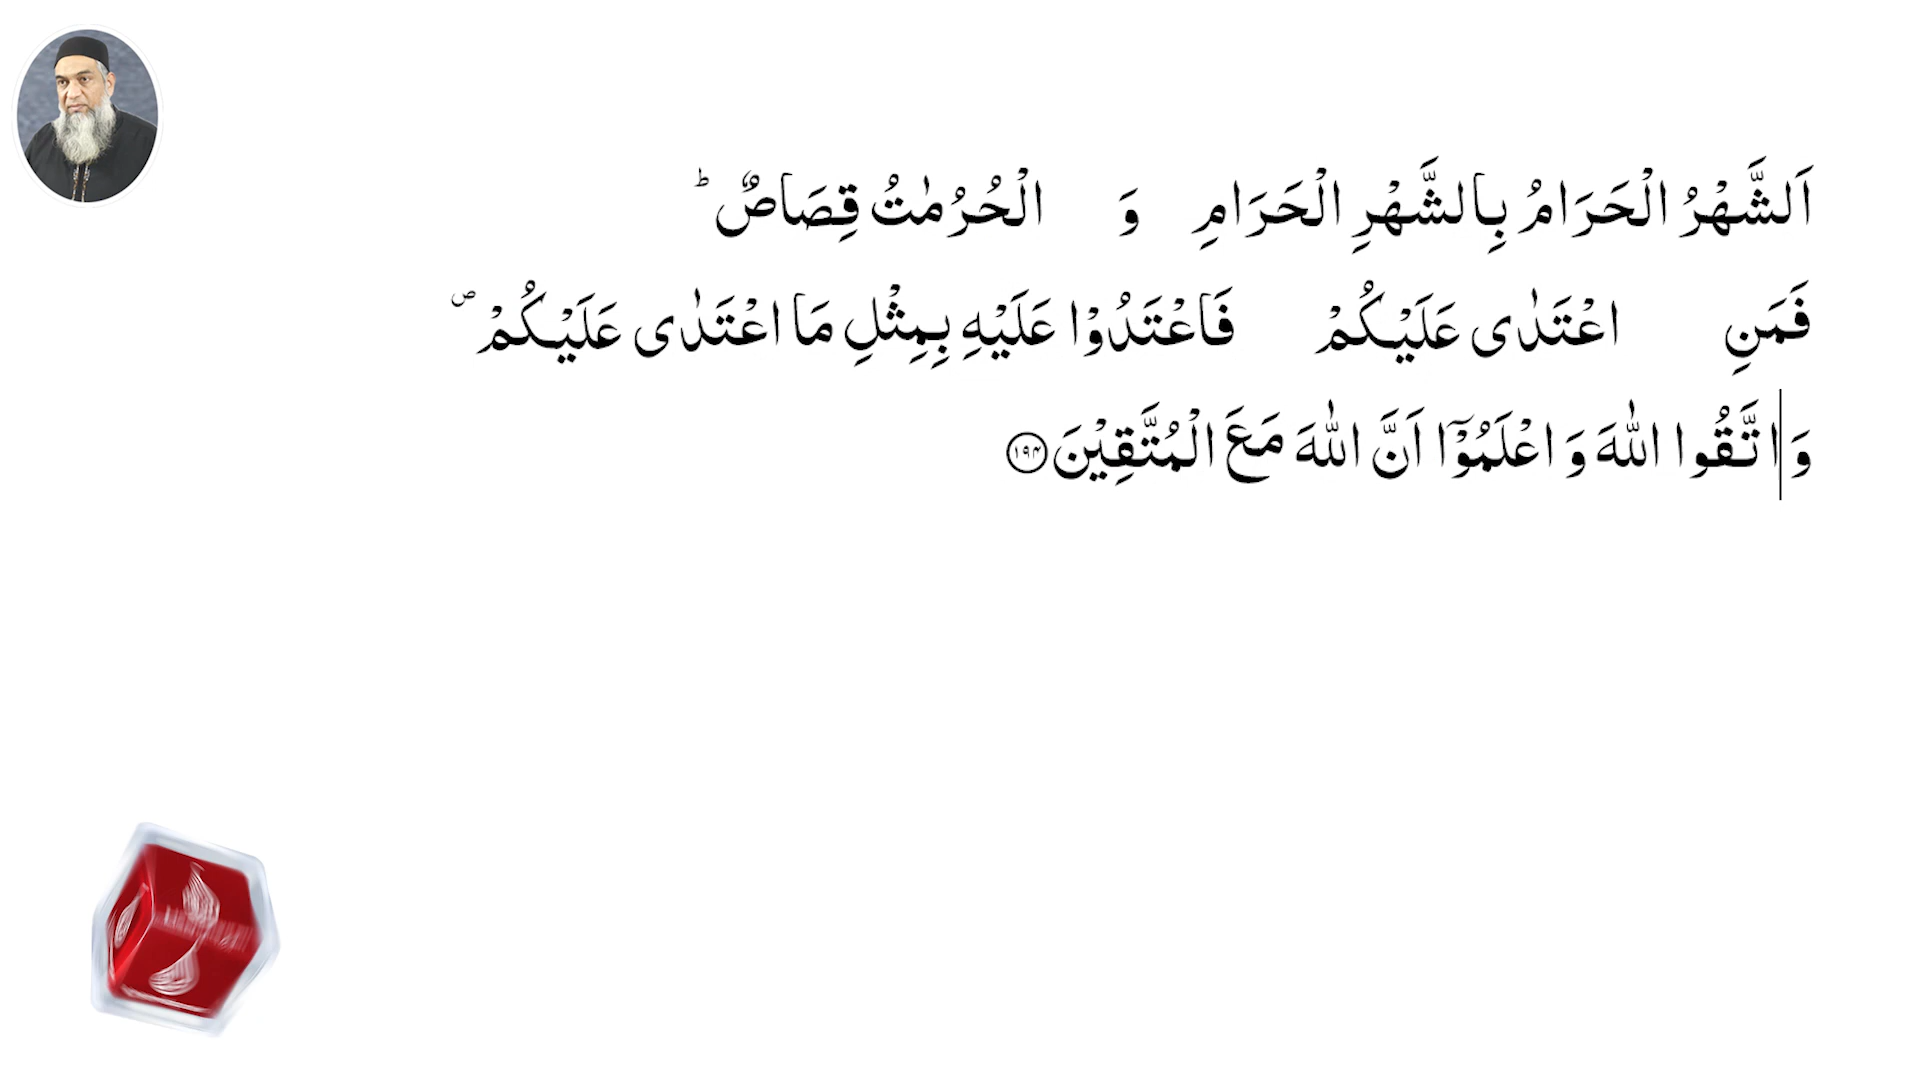 اَلشَّهْرُ الْحَرَامُ بِالشَّهْرِ الْحَرَامِ وَ الْحُرُمٰتُ قِصَاصٌ ؕ
فَمَنِ اعْتَدٰی عَلَیْكُمْ فَاعْتَدُوْا عَلَیْهِ بِمِثْلِ مَا اعْتَدٰی عَلَیْكُمْ ۪
وَ اتَّقُوا اللّٰهَ وَ اعْلَمُوْۤا اَنَّ اللّٰهَ مَعَ الْمُتَّقِیْنَ ﴿۱۹۴﴾